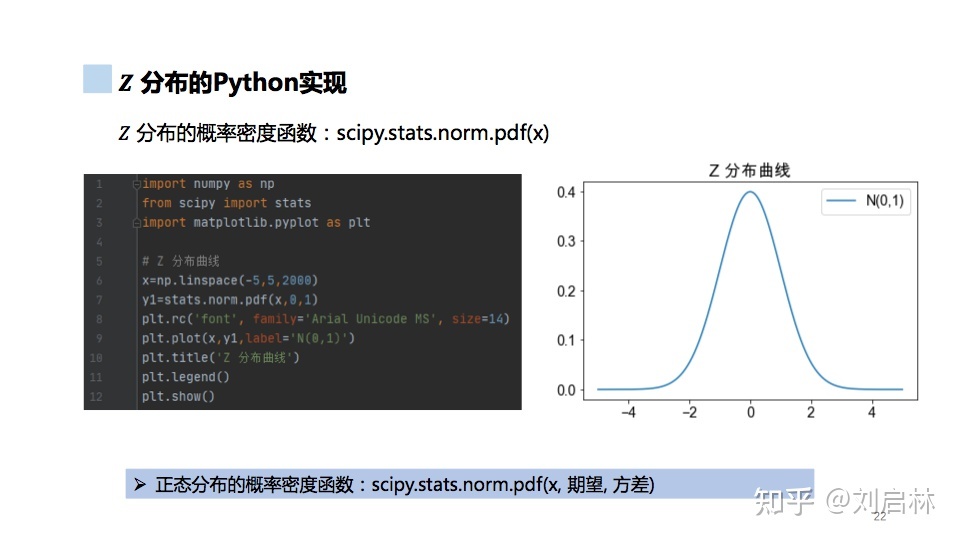 Z 分布的Python实现
Z 分布的概率密度函数：scipy.stats.norm.pdf(x)
1 import numpy as np
2 from scipy import stats
3 import matplotlib.pyplot as plt
4
5 # Z 分布曲线
6 x=np.linspace(-5,5,2000)
7 y1=stats.norm.pdf(x,0,1)
8 plt.rc('font', family='Arial Unicode MS', size=14)
9 plt.plot(x,y1,label='N(0,1)')
10 plt.title('Z 分布曲线')
11 plt.legend()
12 plt.show()
Z 分布曲线
N(0,1)
0.4
0.3
0.2
0.1
0.0
−4 −2 0 2 4
➢ 正态分布的概率密度函数：scipy.stats.norm.pdf(x, 期望, 方差)
知乎 @刘启林
22